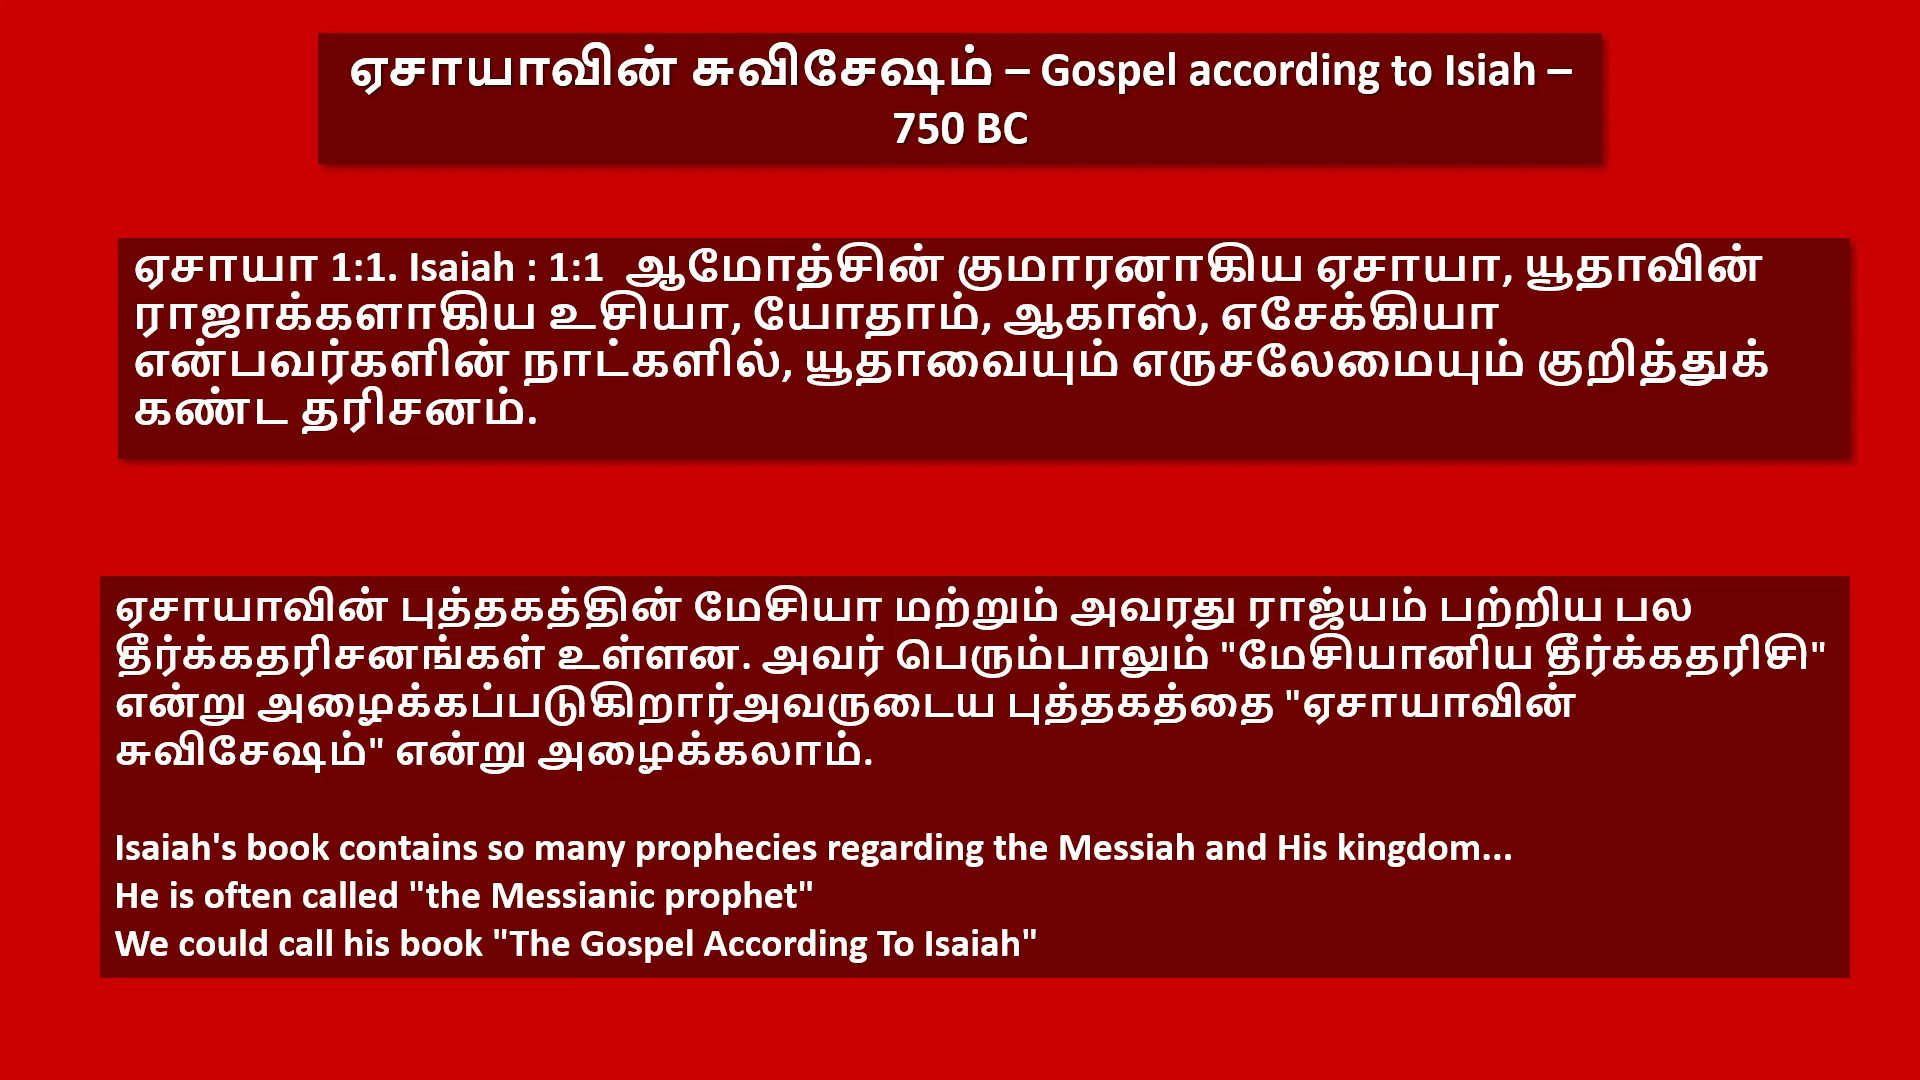 ஏசாயாவின் சுவிசேஷம் – Gospel according to Isiah –
750 BC
ஏசாயா 1:1. Isaiah : 1:1 ஆமோத்சின் குமாரனாகிய ஏசாயா, யூதாவின்
ராஜாக்களாகிய உசியா, யோதாம், ஆகாஸ், எசேக்கியா
என்பவர்களின் நாட்களில், யூதாவையும் எருசலேமையும் குறித்துக்
கண்ட தரிசனம்.
ஏசாயாவின் புத்தகத்தின் மேசியா மற்றும் அவரது ராஜ்யம் பற்றிய பல
தீர்க்கதரிசனங்கள் உள்ளன. அவர் பெரும்பாலும் "மேசியானிய தீர்க்கதரிசி"
என்று அழைக்கப்படுகிறார்அவருடைய புத்தகத்தை "ஏசாயாவின்
சுவிசேஷம்" என்று அழைக்கலாம்.
Isaiah's book contains so many prophecies regarding the Messiah and His kingdom...
He is often called "the Messianic prophet"
We could call his book "The Gospel According To Isaiah"